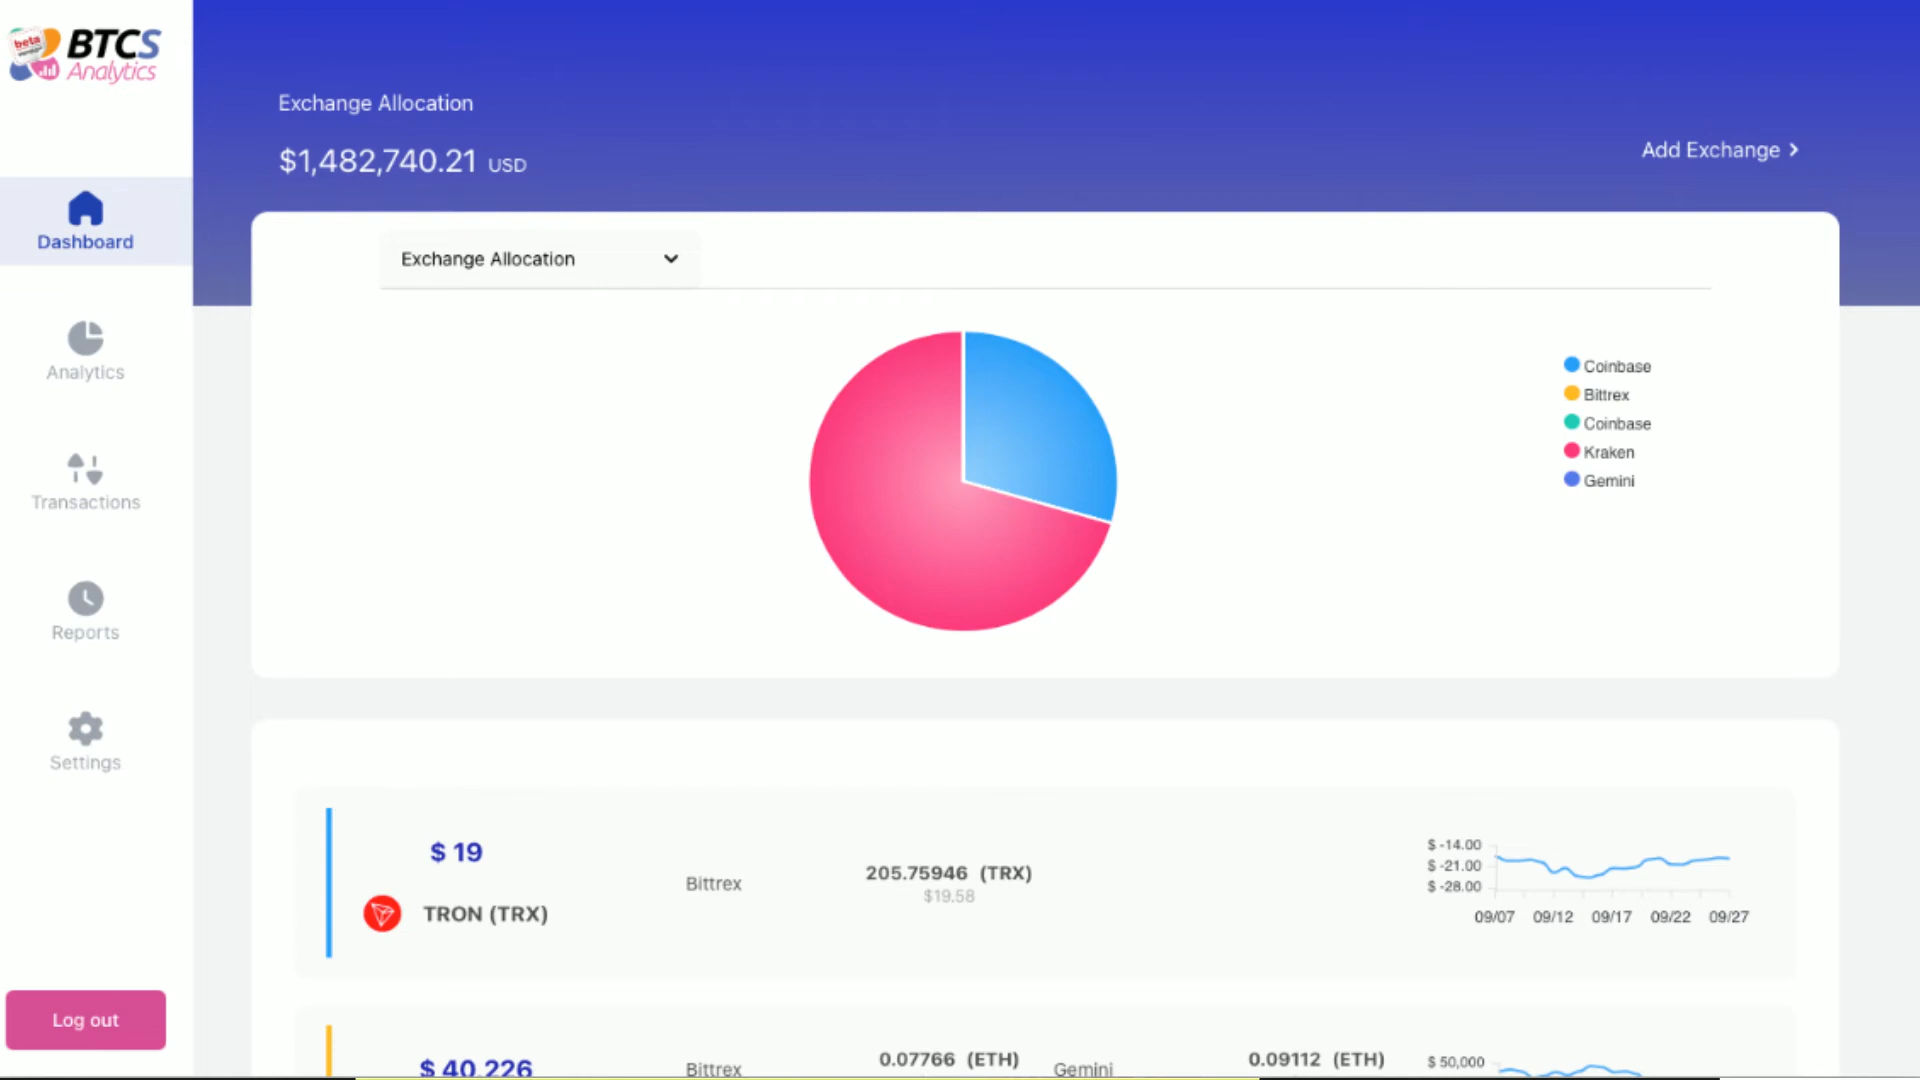 beta
BTCS
Analytics
Dashboard
Analytics
Transactions
Reports
Settings
Log out
Exchange Allocation
$1,482,740.21 USD
Add Exchange
Exchange Allocation
Coinbase
Bittrex
Coinbase
Kraken
Gemini
$ 19
TRON (TRX)
Bittrex
205.75946 (TRX)
$19.58
$ -14.00
$ -21.00
$ -28.00
09/07 09/12 09/17 09/22 09/27
$ 40,226
Bittrex
0.07766 (ETH)
Gemini
0.09112 (ETH)
$ 50,000